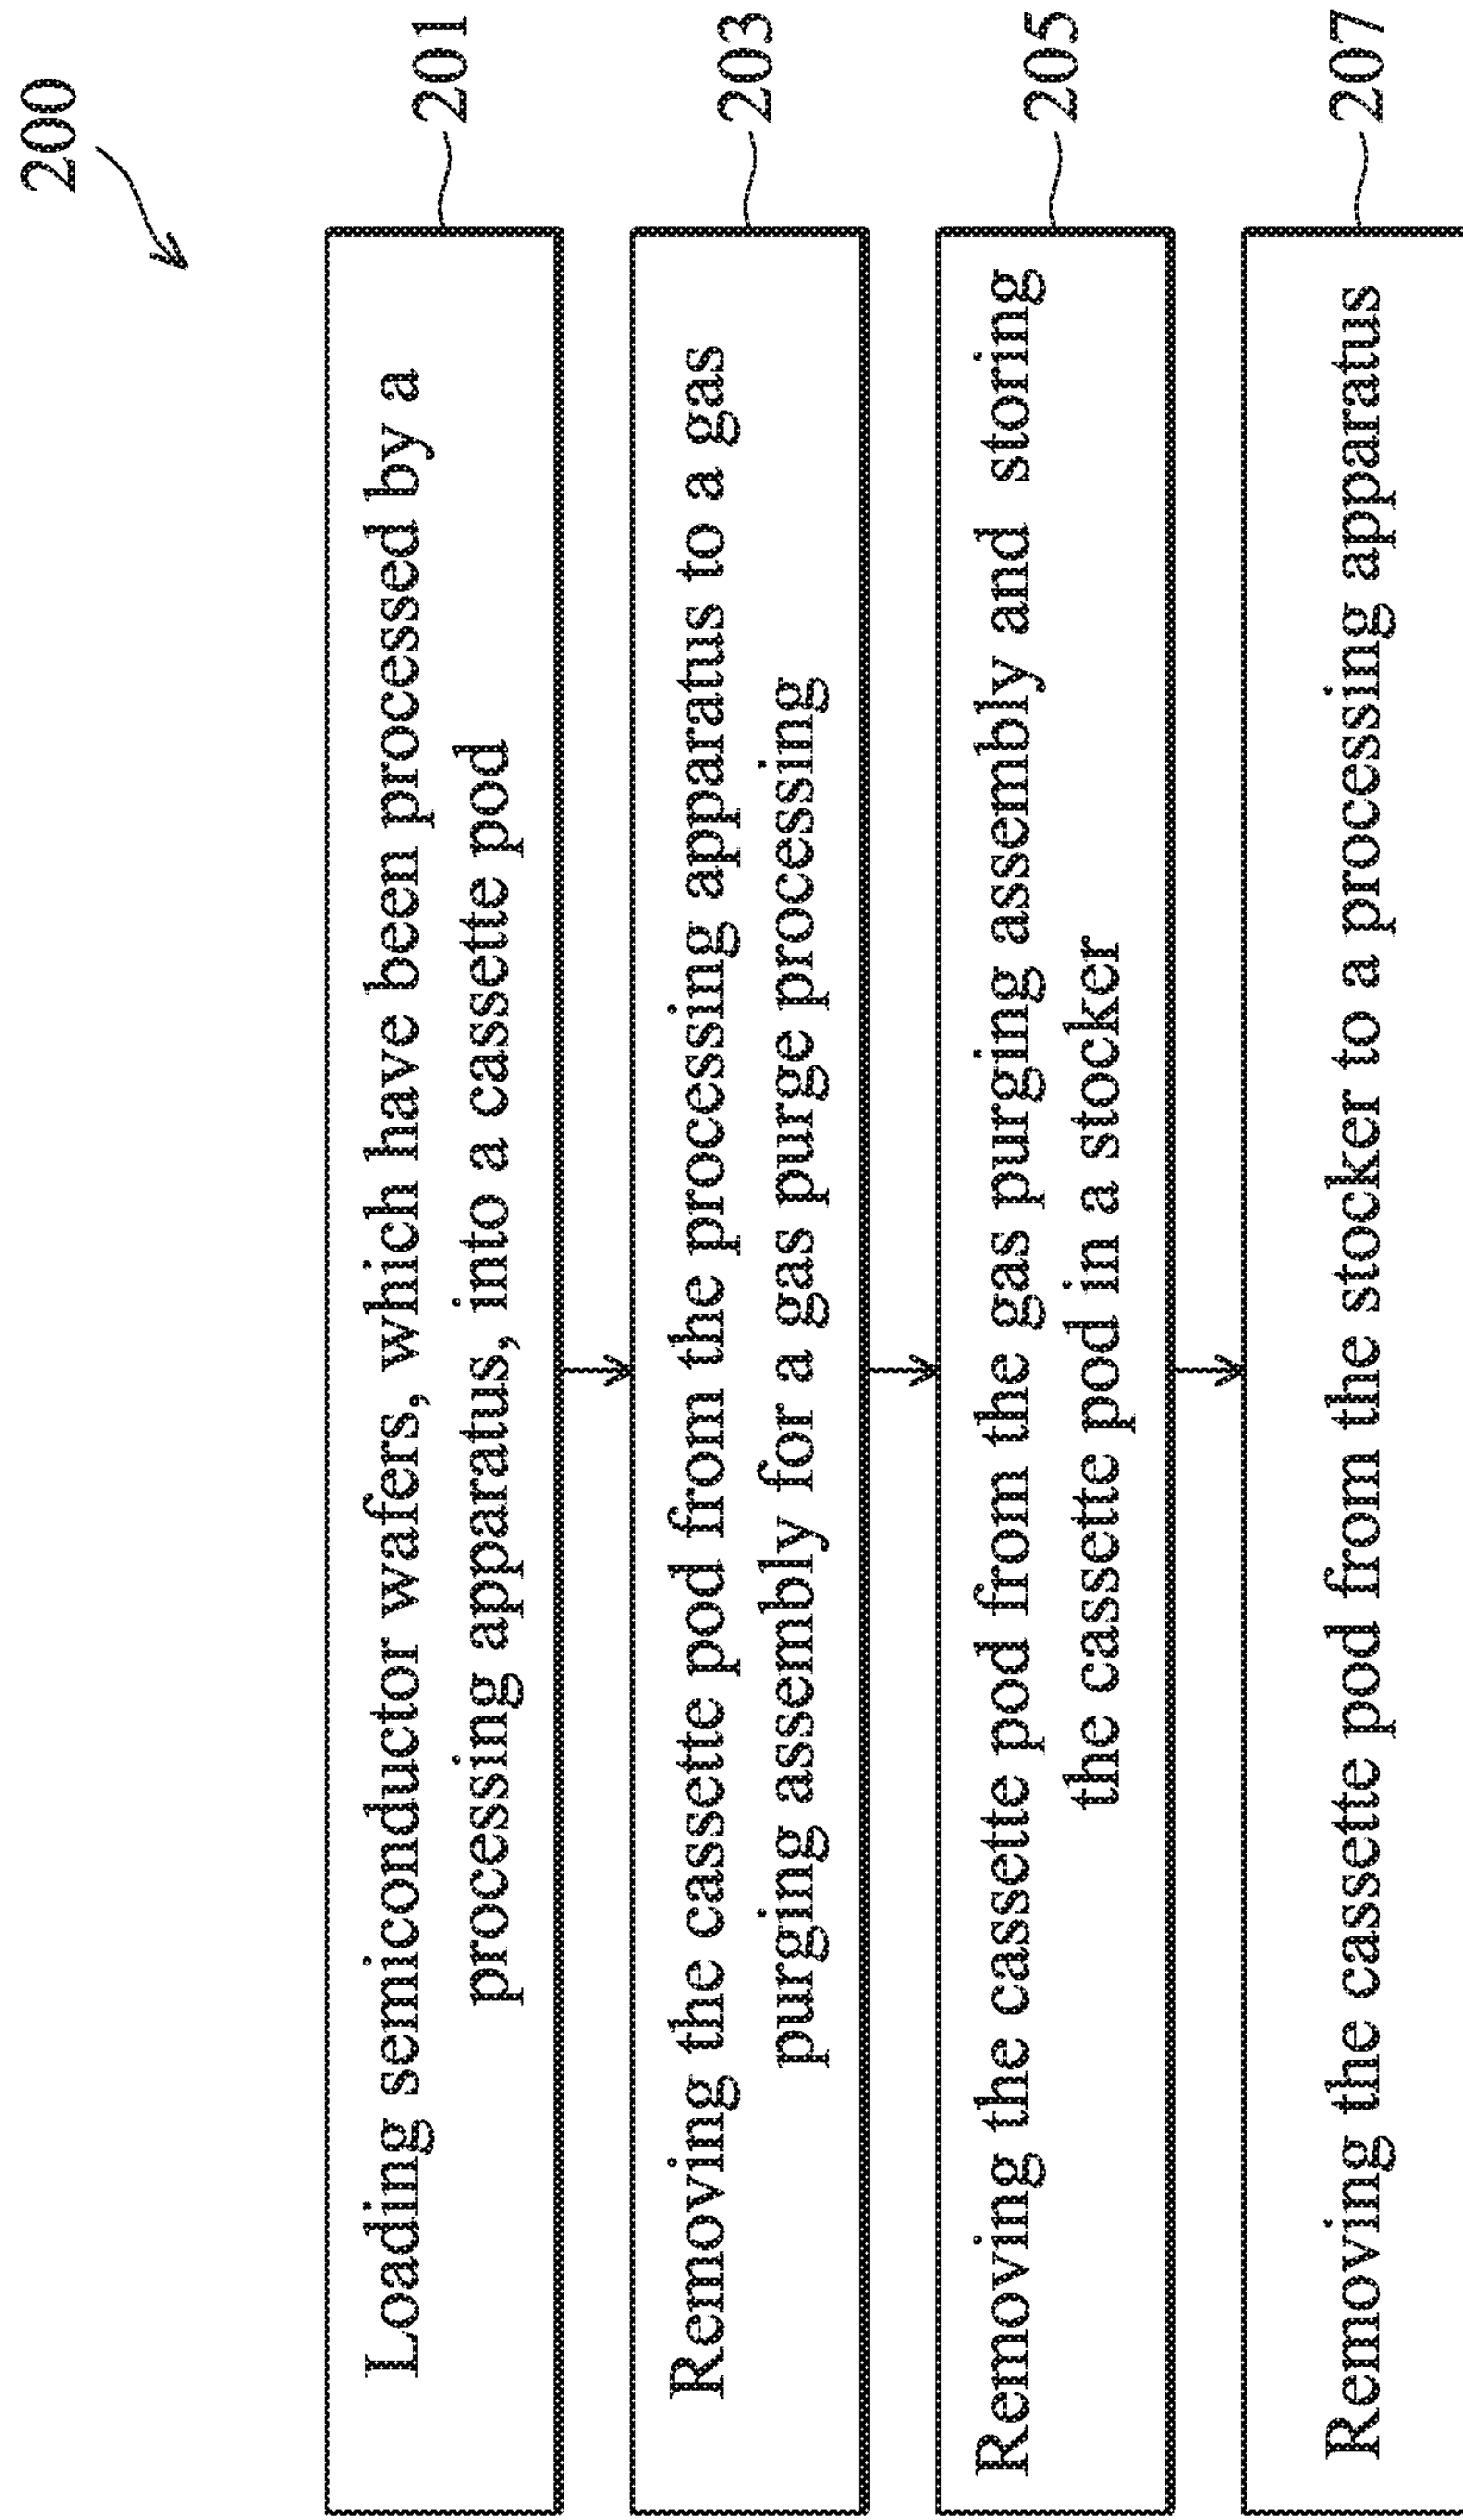 200
Loading semiconductor wafers, which have been processed by a
processing apparatus, into a cassette pod
201
Removing the cassette pod from the processing apparatus to a gas
purging assembly for a gas purge processing
203
Removing the cassette pod from the gas purging assembly and storing
the cassette pod in a stocker
205
Removing the cassette pod from the stocker to a processing apparatus
207